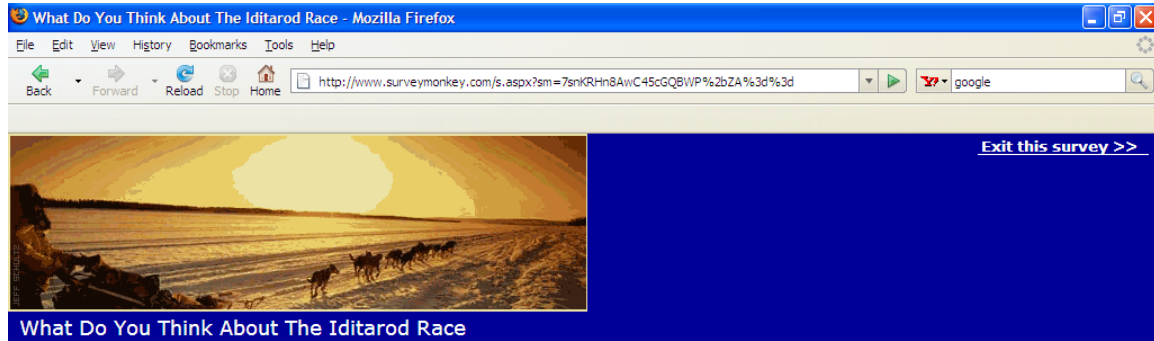 What Do You Think About The Iditarod Race - Mozilla Firefox
File Edit View History Bookmarks Tools Help
Back Forward Reload Stop Home http://www.surveymonkey.com/s.aspx?sm=7snKRHn8AwC45cGQBWP%2bZA%3d%3d Y! google
Exit this survey >>
JEFF SCHULTZ
What Do You Think About The Iditarod Race